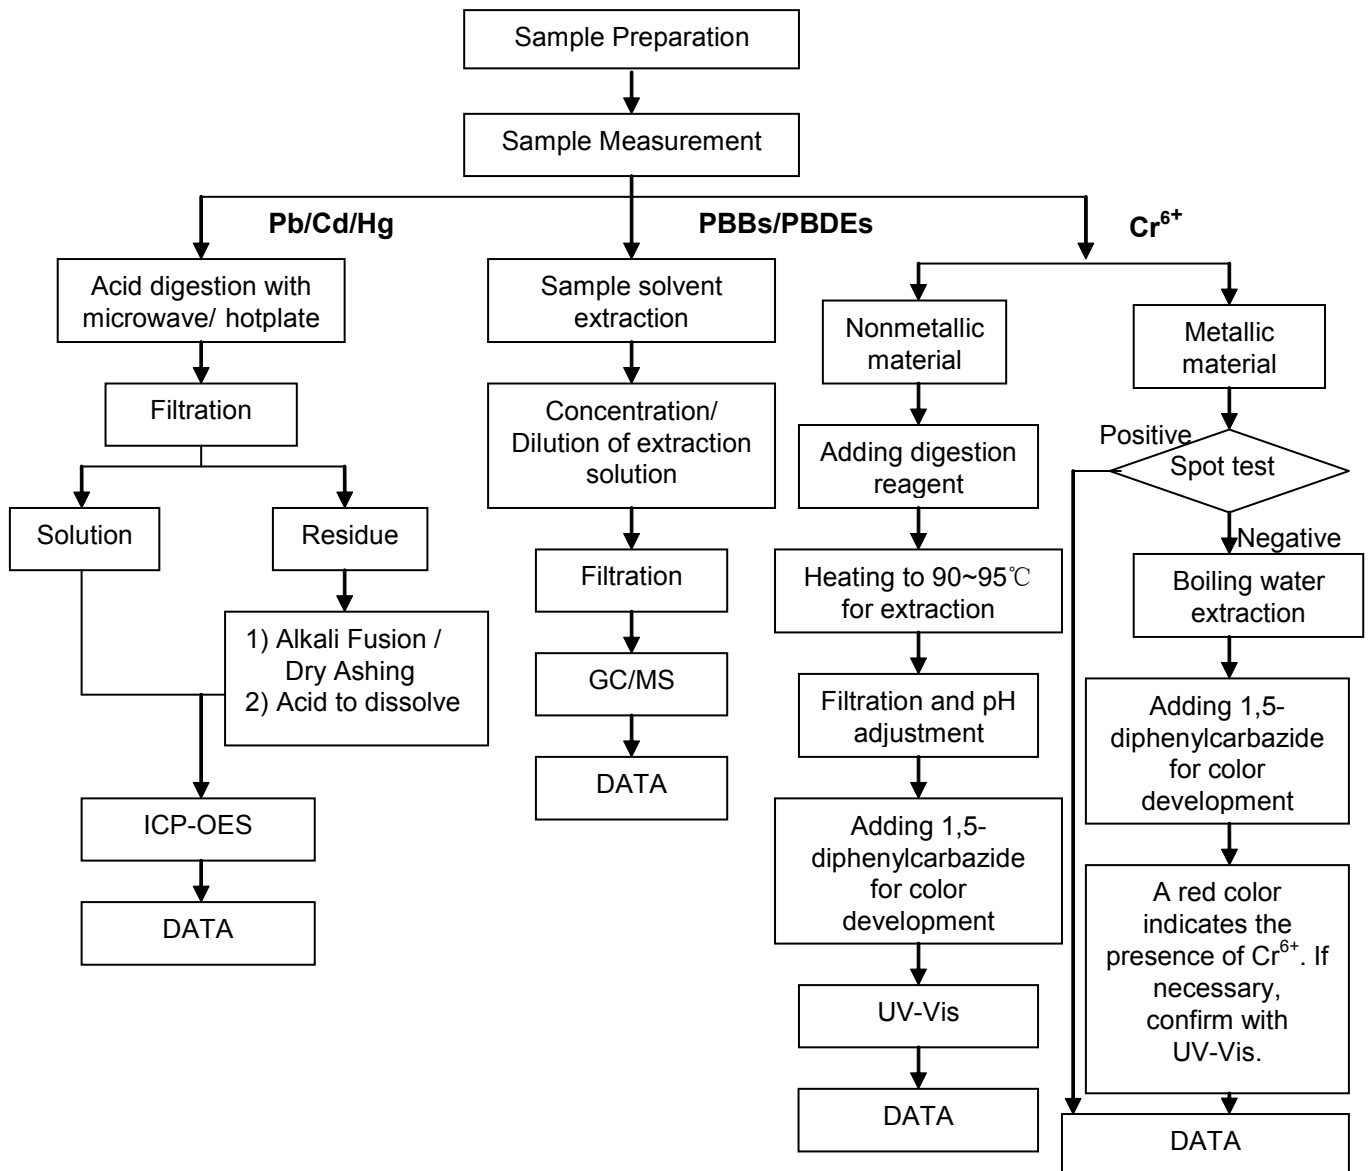 Sample Preparation
Sample Measurement
Pb/Cd/Hg
PBBs/PBDEs
Cr⁶⁺
Acid digestion with
microwave/ hotplate
Filtration
Solution
Residue
1) Alkali Fusion /
Dry Ashing
2) Acid to dissolve
ICP-OES
DATA
Sample solvent
extraction
Concentration/
Dilution of extraction
solution
Filtration
GC/MS
DATA
Nonmetallic
material
Adding digestion
reagent
Heating to 90~95℃
for extraction
Filtration and pH
adjustment
Adding 1,5-
diphenylcarbazide
for color
development
UV-Vis
DATA
Metallic
material
Positive
Spot test
Negative
Boiling water
extraction
Adding 1,5-
diphenylcarbazide
for color
development
A red color
indicates the
presence of Cr⁶⁺. If
necessary,
confirm with
UV-Vis.
DATA